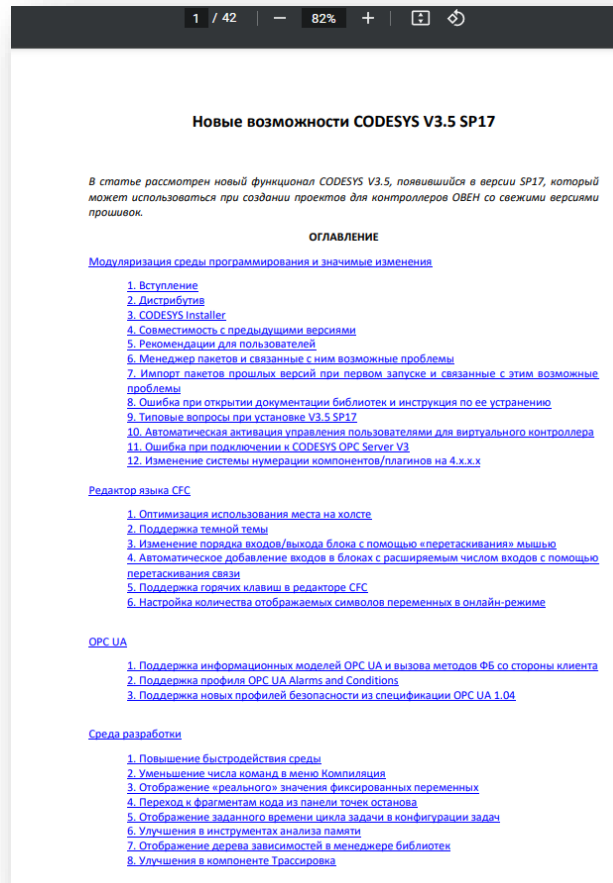 1 / 42 | — 82% + |
Новые возможности CODESYS V3.5 SP17
В статье рассмотрен новый функционал CODESYS V3.5, появившийся в версии SP17, который
может использоваться при создании проектов для контроллеров ОВЕН со свежими версиями
прошивок.
ОГЛАВЛЕНИЕ
Модуляризация среды программирования и значимые изменения
1. Вступление
2. Дистрибутив
3. CODESYS Installer
4. Совместимость с предыдущими версиями
5. Рекомендации для пользователей
6. Менеджер пакетов и связанные с ним возможные проблемы
7. Импорт пакетов прошлых версий при первом запуске и связанные с этим возможные
проблемы
8. Ошибка при открытии документации библиотек и инструкция по ее устранению
9. Типовые вопросы при установке V3.5 SP17
10. Автоматическая активация управления пользователями для виртуального контроллера
11. Ошибка при подключении к CODESYS OPC Server V3
12. Изменение системы нумерации компонентов/плагинов на 4.x.x.x
Редактор языка CFC
1. Оптимизация использования места на холсте
2. Поддержка темной темы
3. Изменение порядка входов/выхода блока с помощью «перетаскивания» мышью
4. Автоматическое добавление входов в блоках с расширяемым числом входов с помощью
перетаскивания связи
5. Поддержка горячих клавиш в редакторе CFC
6. Настройка количества отображаемых символов переменных в онлайн-режиме
OPC UA
1. Поддержка информационных моделей OPC UA и вызова методов ФБ со стороны клиента
2. Поддержка профиля OPC UA Alarms and Conditions
3. Поддержка новых профилей безопасности из спецификации OPC UA 1.04
Среда разработки
1. Повышение быстродействия среды
2. Уменьшение числа команд в меню Компиляция
3. Отображение «реального» значения фиксированных переменных
4. Переход к фрагментам кода из панели точек останова
5. Отображение заданного времени цикла задачи в конфигурации задач
6. Улучшения в инструментах анализа памяти
7. Отображение дерева зависимостей в менеджере библиотек
8. Улучшения в компоненте Трассировка